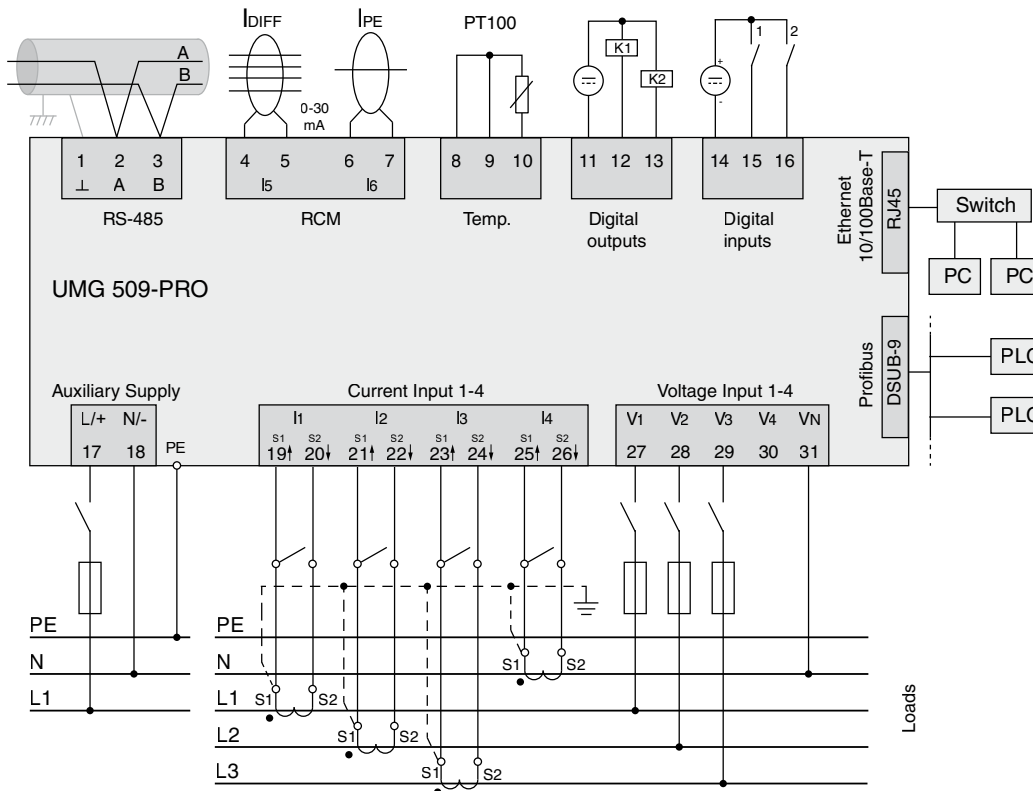 IDIFF
IPE
PT100
A
B
0-30
mA
K1
K2
+
-
1
2
1 2 3
⊥ A B
RS-485
4 5 6 7
I5 I6
RCM
8 9 10
Temp.
11 12 13
Digital
outputs
14 15 16
Digital
inputs
Ethernet
10/100Base-T
RJ45
Switch
PC
PC
UMG 509-PRO
Profibus
DSUB-9
PLC
PLC
Auxiliary Supply
L/+ N/-
17 18
PE
Current Input 1-4
I1 I2 I3 I4
S1 S2 S1 S2 S1 S2 S1 S2
19 20 21 22 23 24 25 26
Voltage Input 1-4
V1 V2 V3 V4 VN
27 28 29 30 31
PE
N
L1
PE
N
L1
L2
L3
S1 S2
S1 S2
S1 S2
S1 S2
Loads